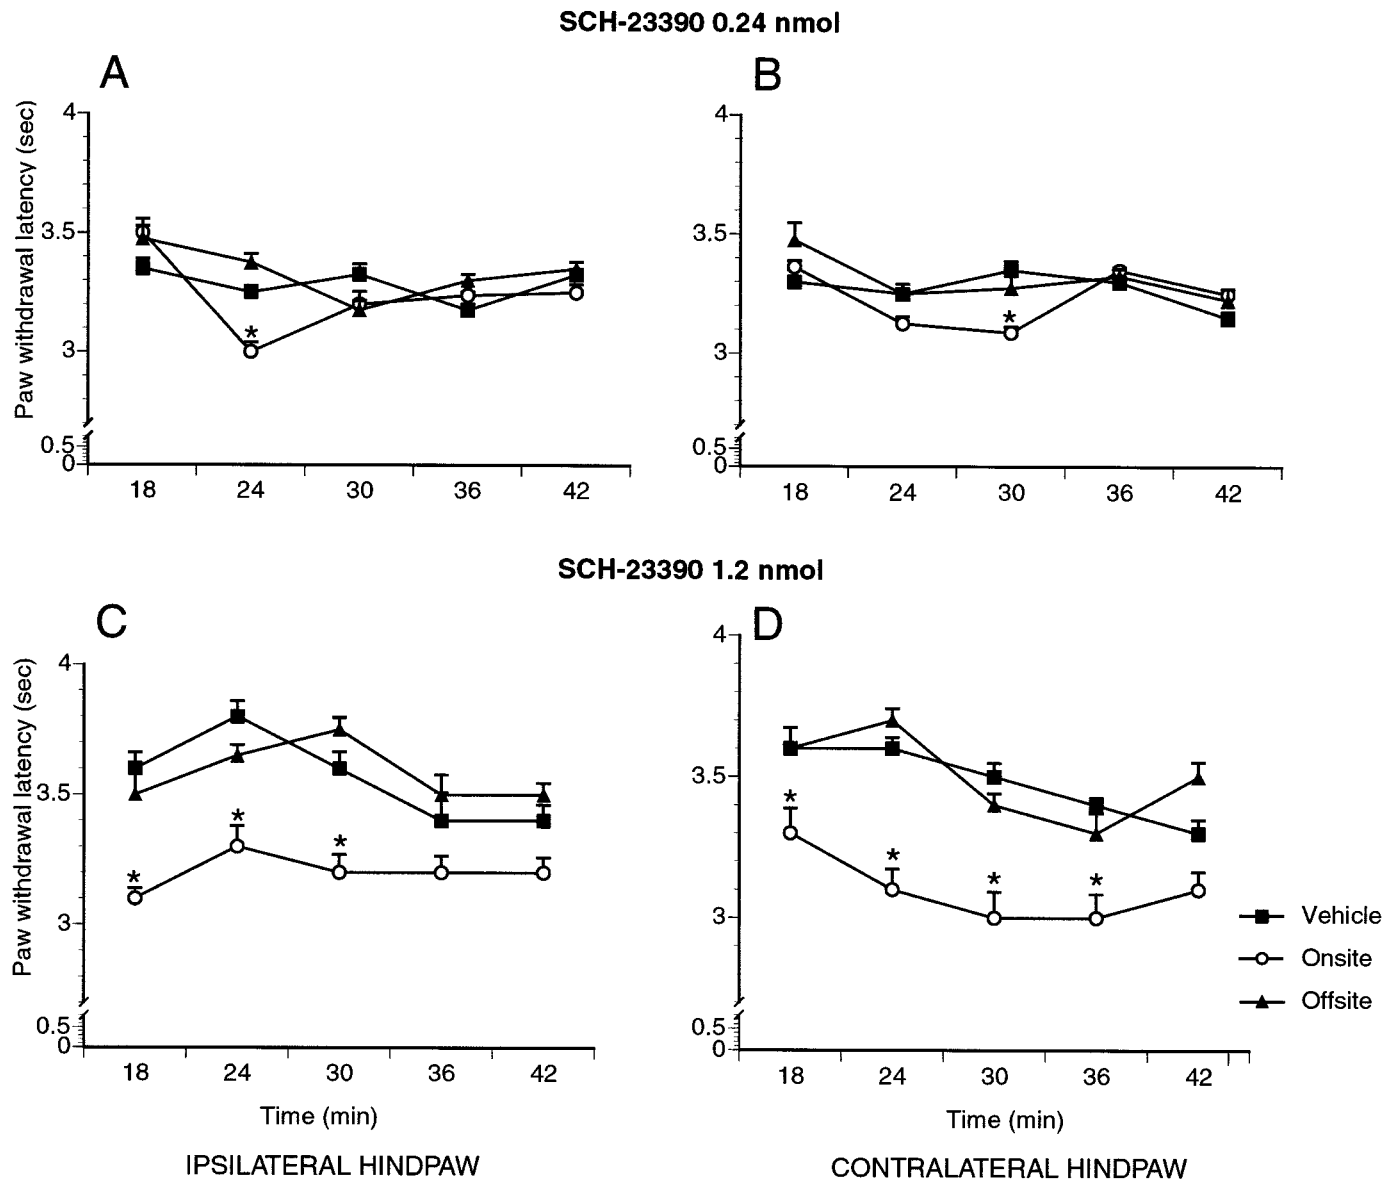 SCH-23390 0.24 nmol
A
B
Paw withdrawal latency (sec)
4
3.5
3
0.5
0
18 24 30 36 42
*
4
3.5
3
0.5
0
18 24 30 36 42
*
SCH-23390 1.2 nmol
C
D
Paw withdrawal latency (sec)
4
3.5
3
0.5
0
18 24 30 36 42
* * *
Time (min)
IPSILATERAL HINDPAW
4
3.5
3
0.5
0
18 24 30 36 42
* * * *
Time (min)
CONTRALATERAL HINDPAW
Vehicle
Onsite
Offsite